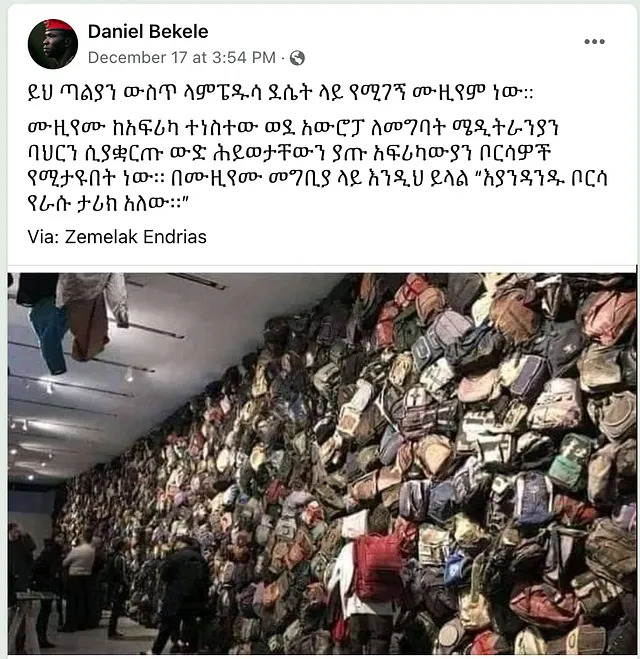 Daniel Bekele
December 17 at 3:54 PM ·
ይህ ጣልያን ውስጥ ላምፔዱሳ ደሴት ላይ የሚገኝ ሙዚየም ነው።
ሙዚየሙ ከአፍሪካ ተነስተው ወደ አውሮፓ ለመግባት ሜዲትራንያን
ባህርን ሲያቋርጡ ውድ ሕይወታቸውን ያጡ አፍሪካውያን ቦርሳዎች
የሚታዩበት ነው። በሙዚየሙ መግቢያ ላይ እንዲህ ይላል “እያንዳንዱ ቦርሳ
የራሱ ታሪክ አለው።”
Via: Zemelak Endrias